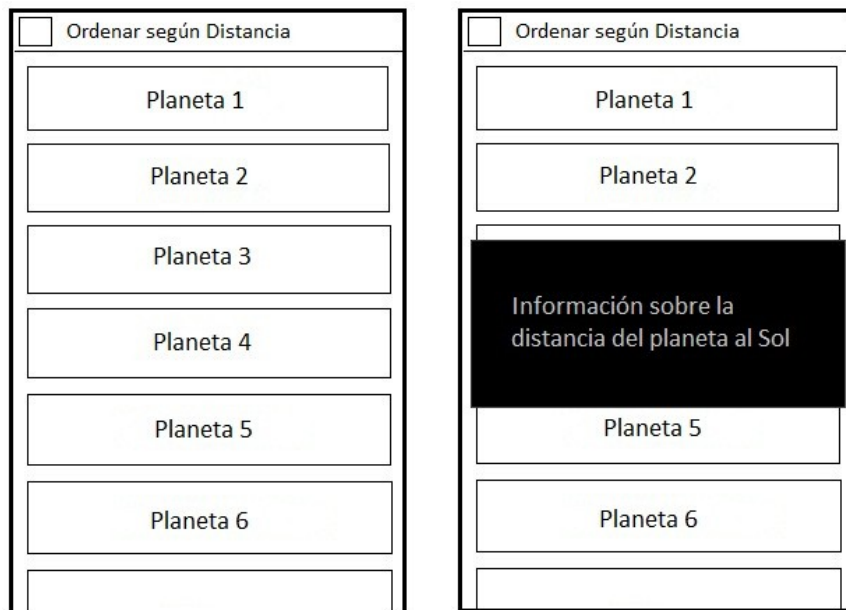 Ordenar según Distancia
Planeta 1
Planeta 2
Planeta 3
Planeta 4
Planeta 5
Planeta 6
Ordenar según Distancia
Planeta 1
Planeta 2
Información sobre la
distancia del planeta al Sol
Planeta 5
Planeta 6